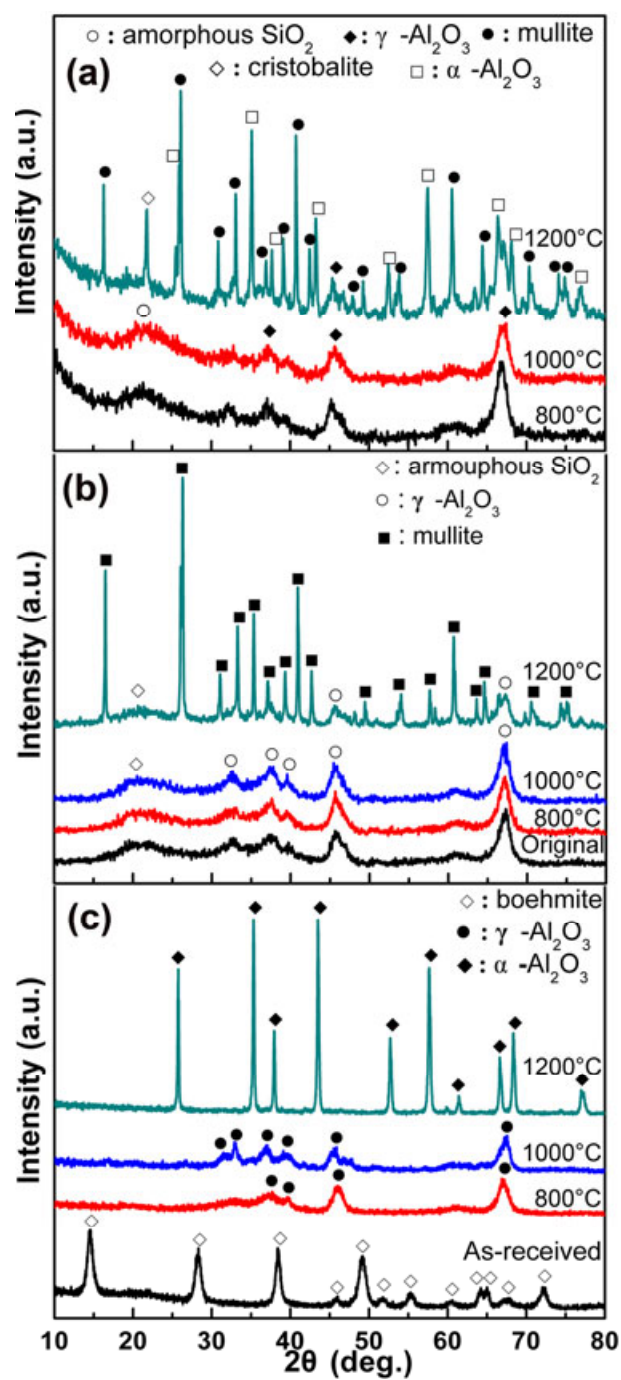 ○ : amorphous SiO₂ ◆ : γ -Al₂O₃ ● : mullite
◇ : cristobalite □ : α -Al₂O₃
(a)
Intensity (a.u.)
1200°C
1000°C
800°C
◇ : armouphous SiO₂
(b)
○ : γ -Al₂O₃
■ : mullite
Intensity (a.u.)
1200°C
1000°C
800°C
Original
◇ : boehmite
(c)
● : γ -Al₂O₃
◆ : α -Al₂O₃
Intensity (a.u.)
1200°C
1000°C
800°C
As-received
10 20 30 40 50 60 70 80
2θ (deg.)